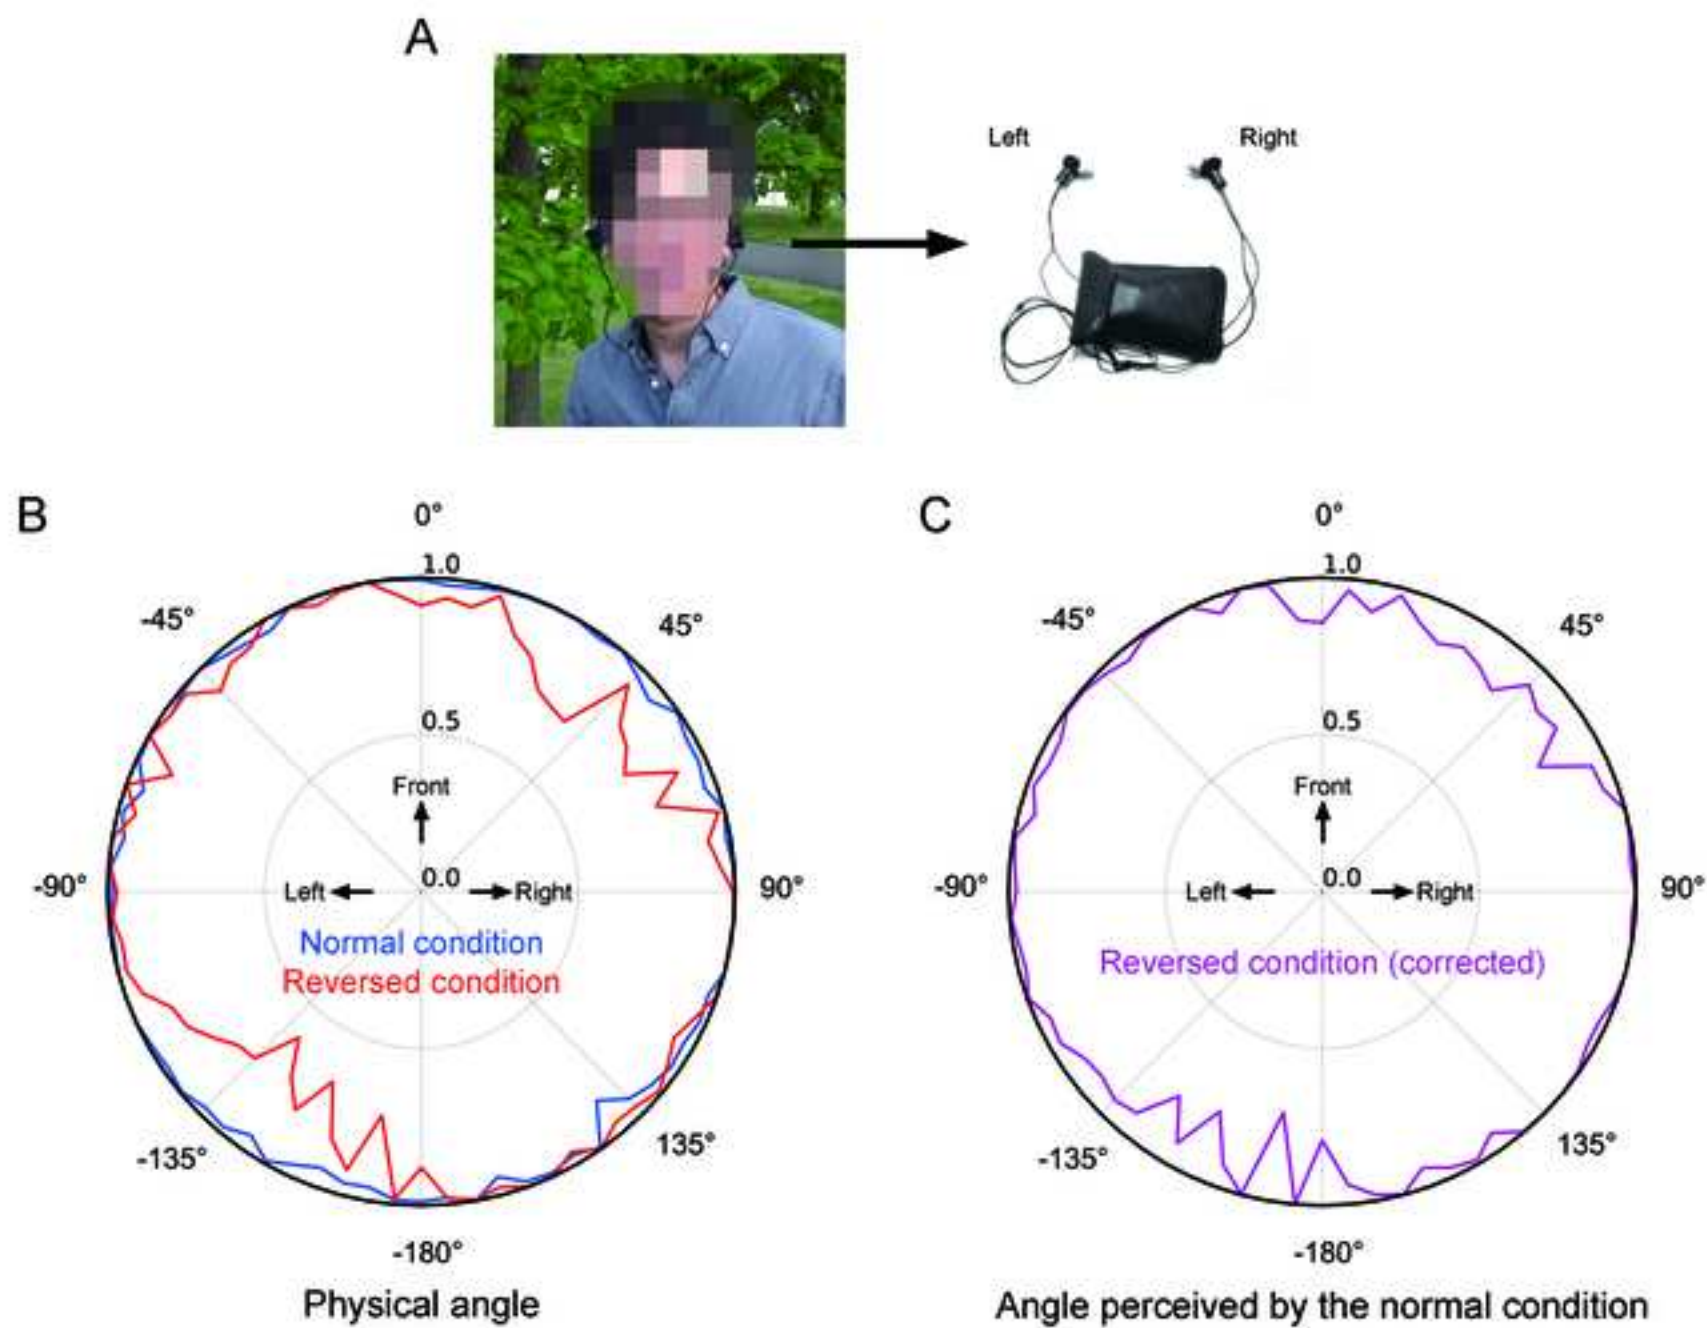 A
Left
Right
B
0°
1.0
-45°
45°
0.5
Front
0.0
-90°
Left
Right
90°
Normal condition
Reversed condition
-135°
135°
-180°
Physical angle
C
0°
1.0
-45°
45°
0.5
Front
0.0
-90°
Left
Right
90°
Reversed condition (corrected)
-135°
135°
-180°
Angle perceived by the normal condition